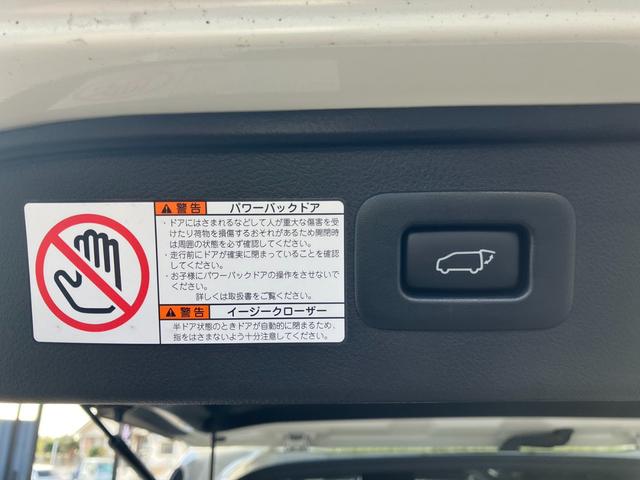 警告 パワーバックドア
・ドアにはさまれるなどして人が重大な傷害を
受けたり荷物を損傷するおそれがあるため開閉時
は周囲の状態を必ず確認してください。
・走行前にドアが確実に閉まっていることを確認
してください。
・お子様にパワーバックドアの操作をさせないで
ください。
詳しくは取扱書をご覧ください。
警告 イージークローザー
半ドア状態のときドアが自動的に閉まるため、
指をはさまないよう十分注意してください。